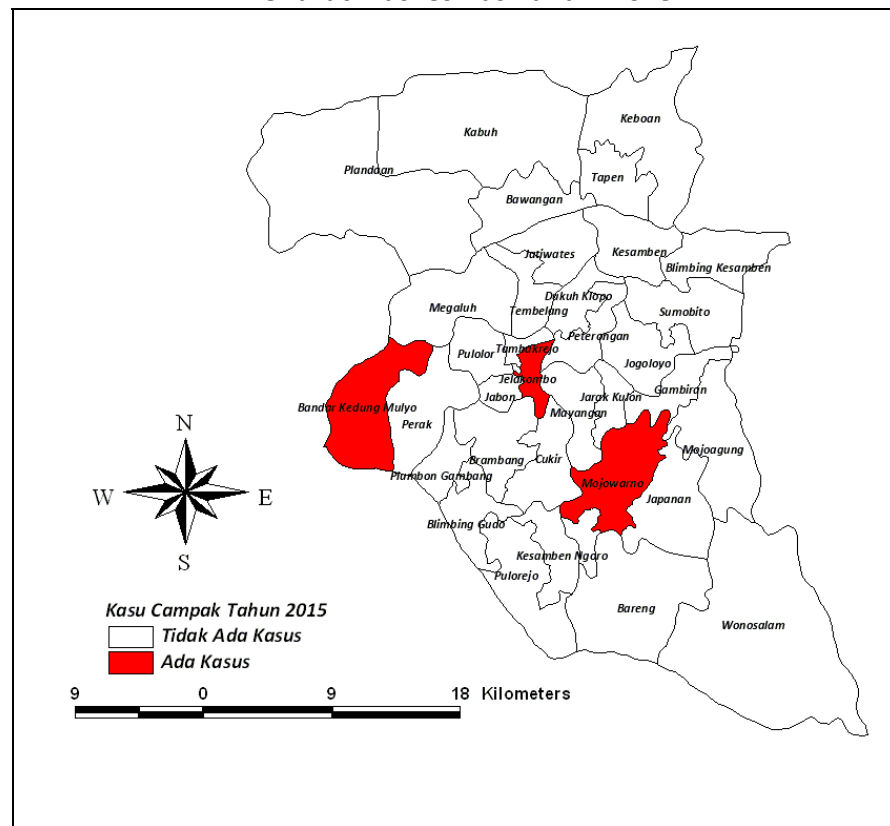 Kabuh
Keboan
Plandaan
Tapen
Bawangan
Jatiwates
Kesamben
Blimbing Kesamben
Megaluh
Dukuh Klopo
Tembelang
Sumobito
Peterongan
Tambakrejo
Pulolor
Jogoloyo
Jelakombo
Gambiran
Jabon
Jarak Kulon
Bandar Kedung Mulyo
Mayangan
Perak
Mojoagung
Brambang
Cukir
Plumbon Gambang
Mojowarno
Japanan
Blimbing Gudo
Kesamben Ngoro
Pulorejo
Bareng
Wonosalam
N
W
E
S
Kasu Campak Tahun 2015
Tidak Ada Kasus
Ada Kasus
9 0 9 18 Kilometers